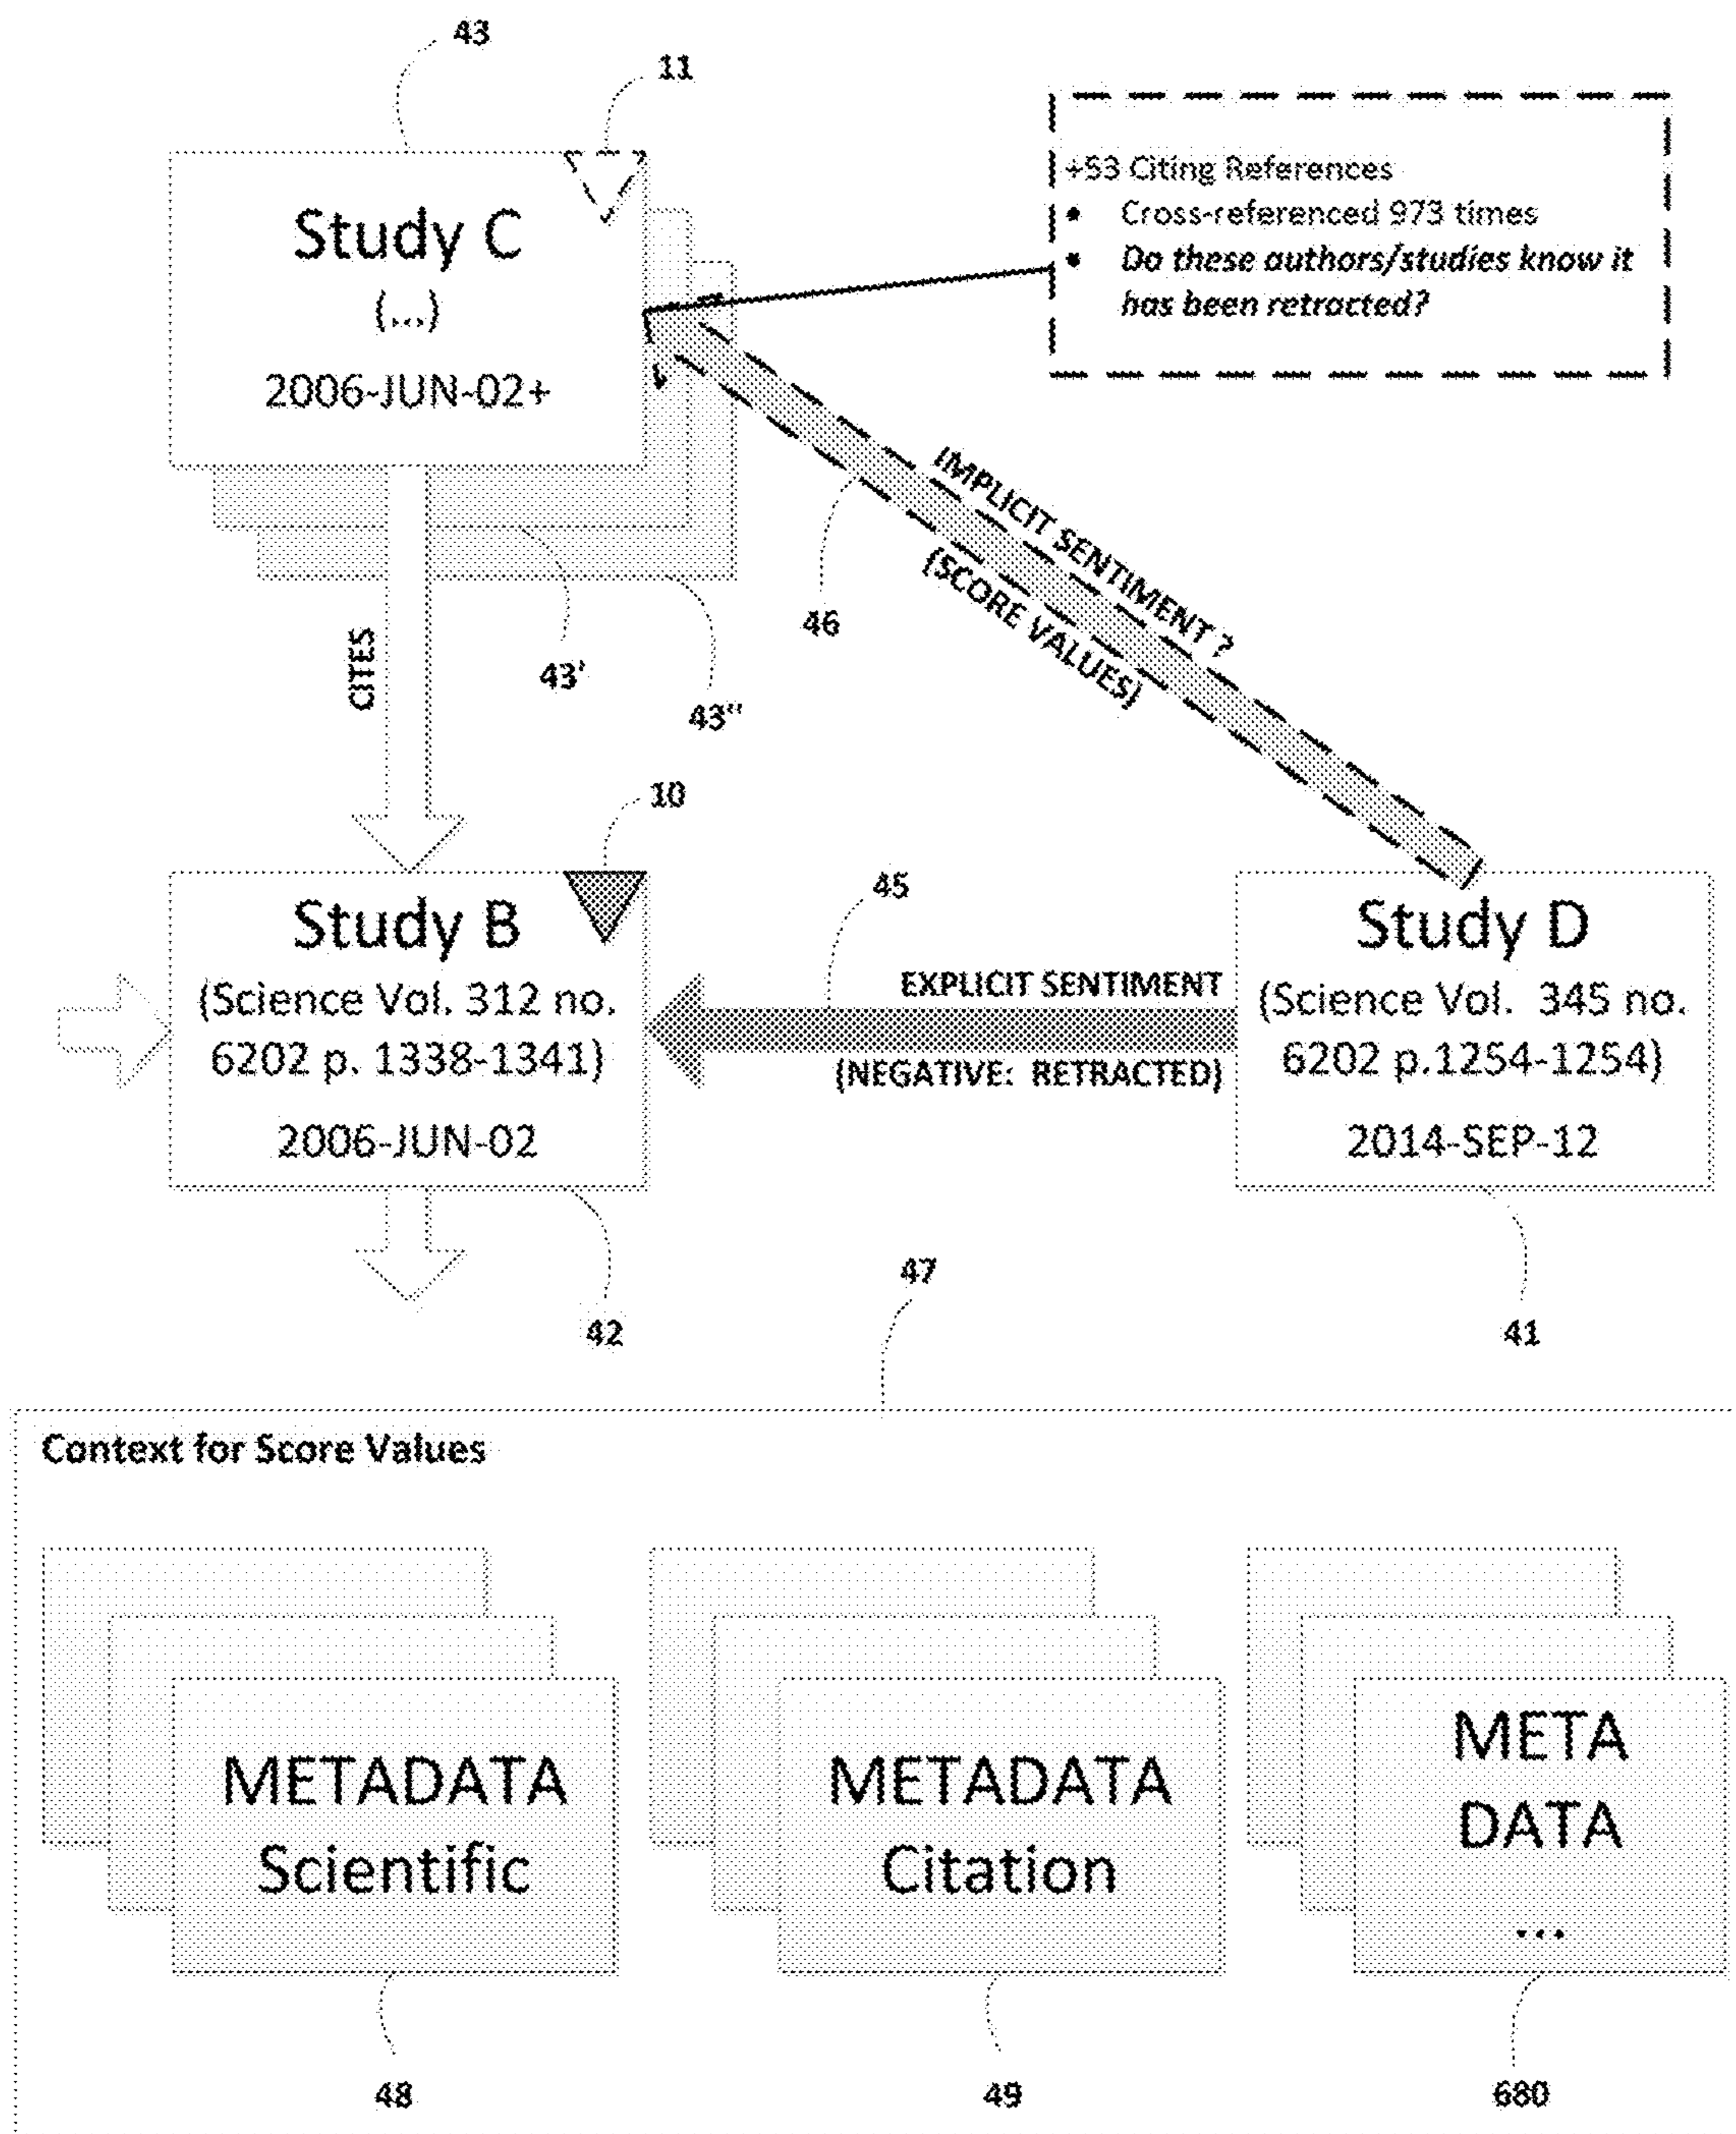 43
11
Study C
(...)
2006-JUN-02+
+53 Citing References
• Cross-referenced 973 times
• Do these authors/studies know it
has been retracted?
IMPLICIT SENTIMENT ?
(SCORE VALUES)
46
CITES
43'
43"
10
Study B
(Science Vol. 312 no.
6202 p. 1338-1341)
2006-JUN-02
45
EXPLICIT SENTIMENT
(NEGATIVE: RETRACTED)
Study D
(Science Vol. 345 no.
6202 p.1254-1254)
2014-SEP-12
42
47
41
Context for Score Values
METADATA
Scientific
METADATA
Citation
META
DATA
...
48
49
680